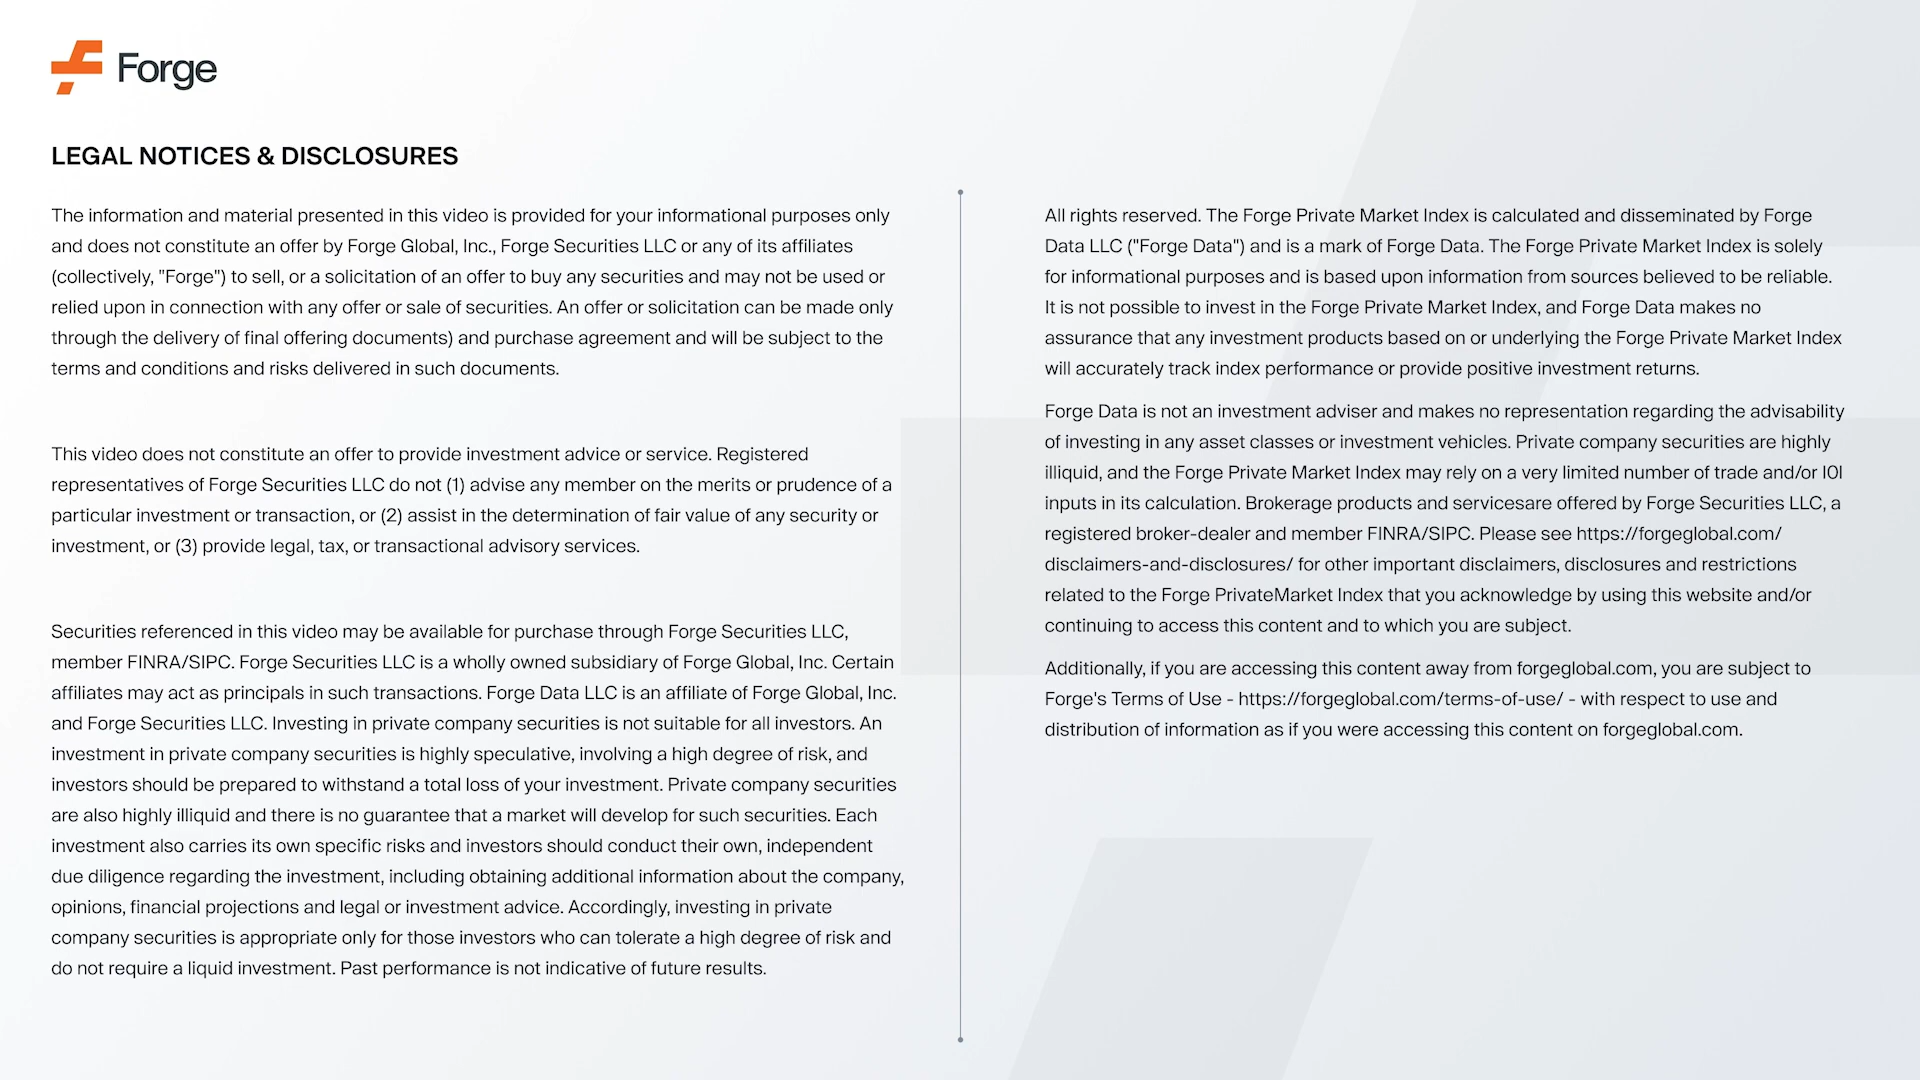 Forge
LEGAL NOTICES & DISCLOSURES
The information and material presented in this video is provided for your informational purposes only
and does not constitute an offer by Forge Global, Inc., Forge Securities LLC or any of its affiliates
(collectively, "Forge") to sell, or a solicitation of an offer to buy any securities and may not be used or
relied upon in connection with any offer or sale of securities. An offer or solicitation can be made only
through the delivery of final offering documents) and purchase agreement and will be subject to the
terms and conditions and risks delivered in such documents.
This video does not constitute an offer to provide investment advice or service. Registered
representatives of Forge Securities LLC do not (1) advise any member on the merits or prudence of a
particular investment or transaction, or (2) assist in the determination of fair value of any security or
investment, or (3) provide legal, tax, or transactional advisory services.
Securities referenced in this video may be available for purchase through Forge Securities LLC,
member FINRA/SIPC. Forge Securities LLC is a wholly owned subsidiary of Forge Global, Inc. Certain
affiliates may act as principals in such transactions. Forge Data LLC is an affiliate of Forge Global, Inc.
and Forge Securities LLC. Investing in private company securities is not suitable for all investors. An
investment in private company securities is highly speculative, involving a high degree of risk, and
investors should be prepared to withstand a total loss of your investment. Private company securities
are also highly illiquid and there is no guarantee that a market will develop for such securities. Each
investment also carries its own specific risks and investors should conduct their own, independent
due diligence regarding the investment, including obtaining additional information about the company,
opinions, financial projections and legal or investment advice. Accordingly, investing in private
company securities is appropriate only for those investors who can tolerate a high degree of risk and
do not require a liquid investment. Past performance is not indicative of future results.
All rights reserved. The Forge Private Market Index is calculated and disseminated by Forge
Data LLC ("Forge Data") and is a mark of Forge Data. The Forge Private Market Index is solely
for informational purposes and is based upon information from sources believed to be reliable.
It is not possible to invest in the Forge Private Market Index, and Forge Data makes no
assurance that any investment products based on or underlying the Forge Private Market Index
will accurately track index performance or provide positive investment returns.
Forge Data is not an investment adviser and makes no representation regarding the advisability
of investing in any asset classes or investment vehicles. Private company securities are highly
illiquid, and the Forge Private Market Index may rely on a very limited number of trade and/or IOI
inputs in its calculation. Brokerage products and servicesare offered by Forge Securities LLC, a
registered broker-dealer and member FINRA/SIPC. Please see https://forgeglobal.com/
disclaimers-and-disclosures/ for other important disclaimers, disclosures and restrictions
related to the Forge PrivateMarket Index that you acknowledge by using this website and/or
continuing to access this content and to which you are subject.
Additionally, if you are accessing this content away from forgeglobal.com, you are subject to
Forge's Terms of Use - https://forgeglobal.com/terms-of-use/ - with respect to use and
distribution of information as if you were accessing this content on forgeglobal.com.